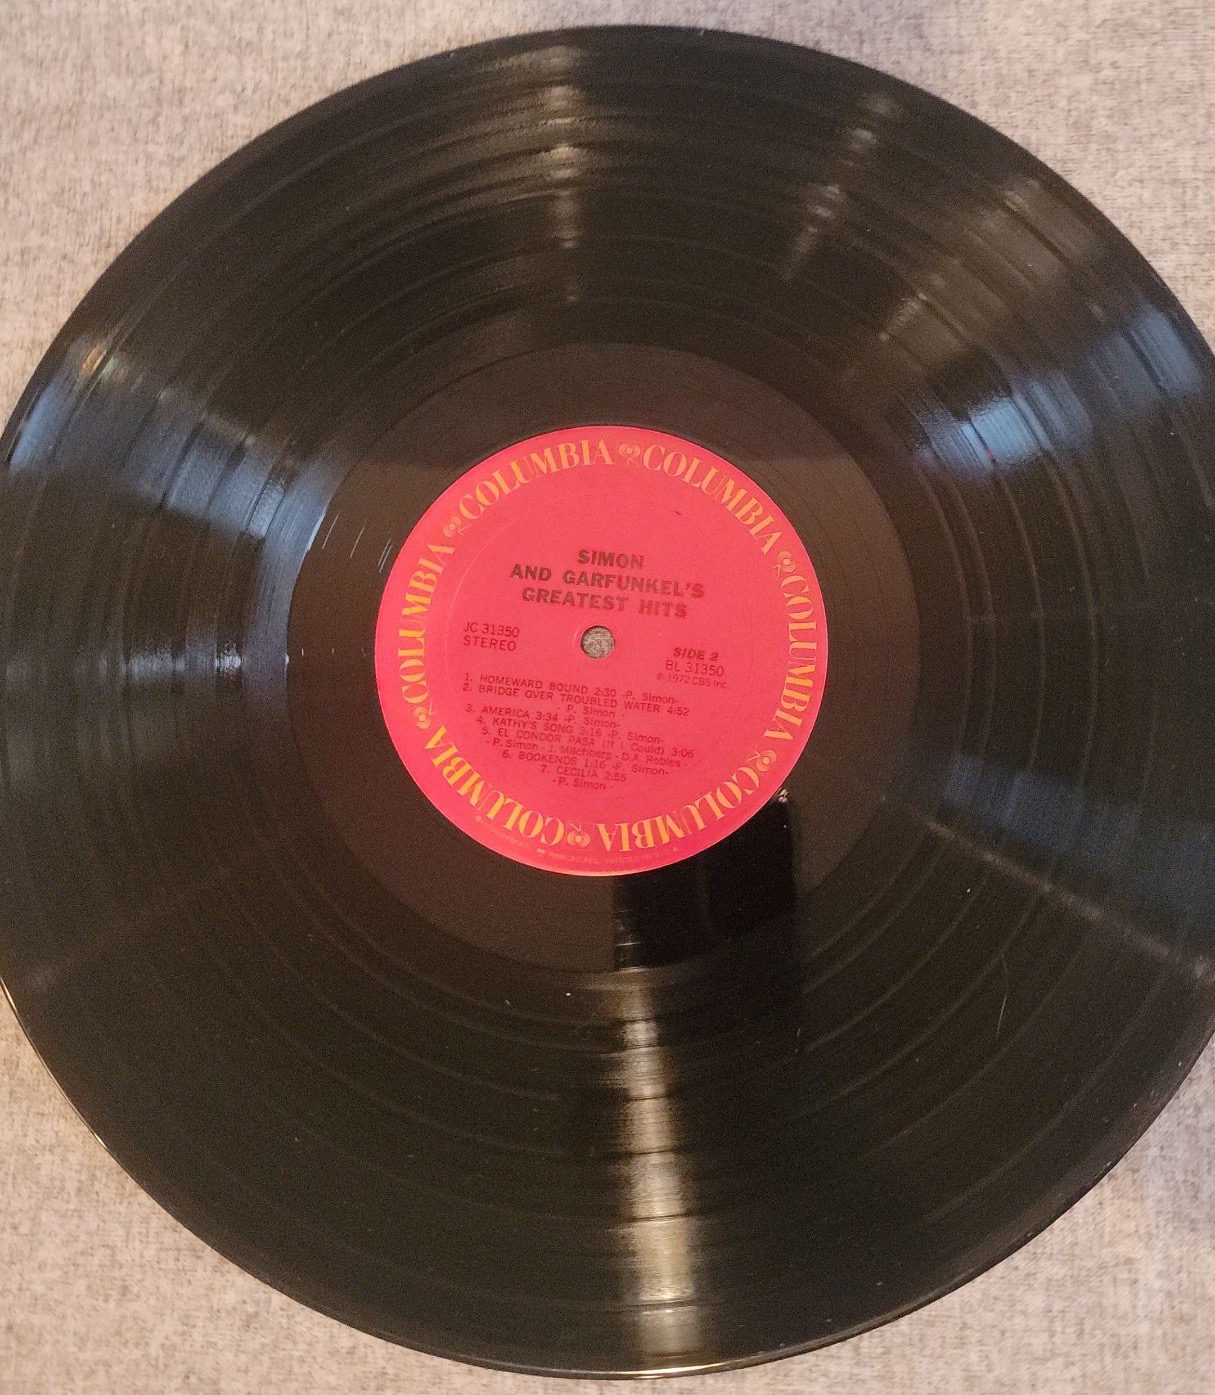 COLUMBIA COLUMBIA COLUMBIA COLUMBIA COLUMBIA COLUMBIA COLUMBIA
SIMON
AND GARFUNKEL'S
GREATEST HITS
JC 31350
STEREO
SIDE 2
BL 31350
℗ 1972 CBS Inc.
1. HOMEWARD BOUND 2:30 -P. Simon-
2. BRIDGE OVER TROUBLED WATER 4:52
- P. Simon -
3. AMERICA 3:34 -P. Simon-
4. KATHY'S SONG 3:16 -P. Simon-
5. EL CONDOR PASA (If I Could) 3:06
- P. Simon - J. Milchberg - D.A. Robles -
6. BOOKENDS 1:16 -P. Simon-
7. CECILIA 2:55
- P. Simon -